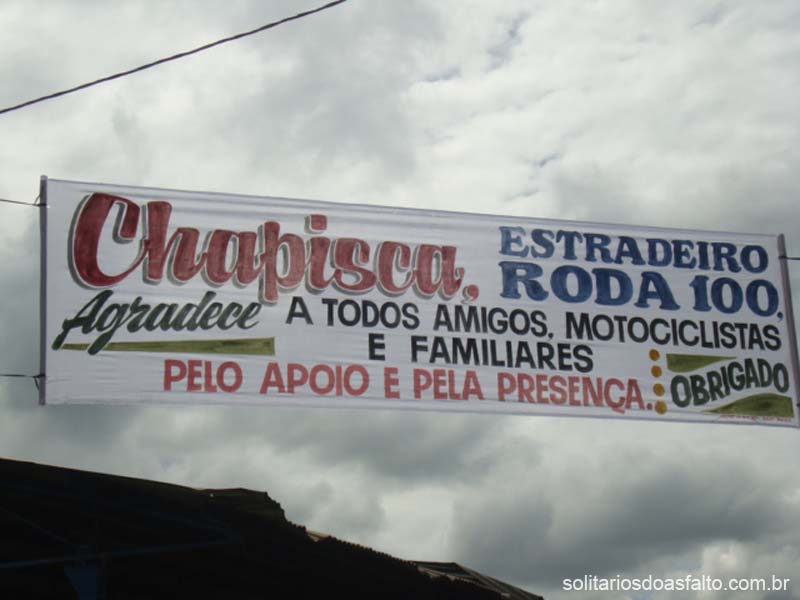 Chapisca, ESTRADEIRO
RODA 100,
Agradece A TODOS AMIGOS, MOTOCICLISTAS
E FAMILIARES
PELO APOIO E PELA PRESENÇA. OBRIGADO
solitariosdoasfalto.com.br